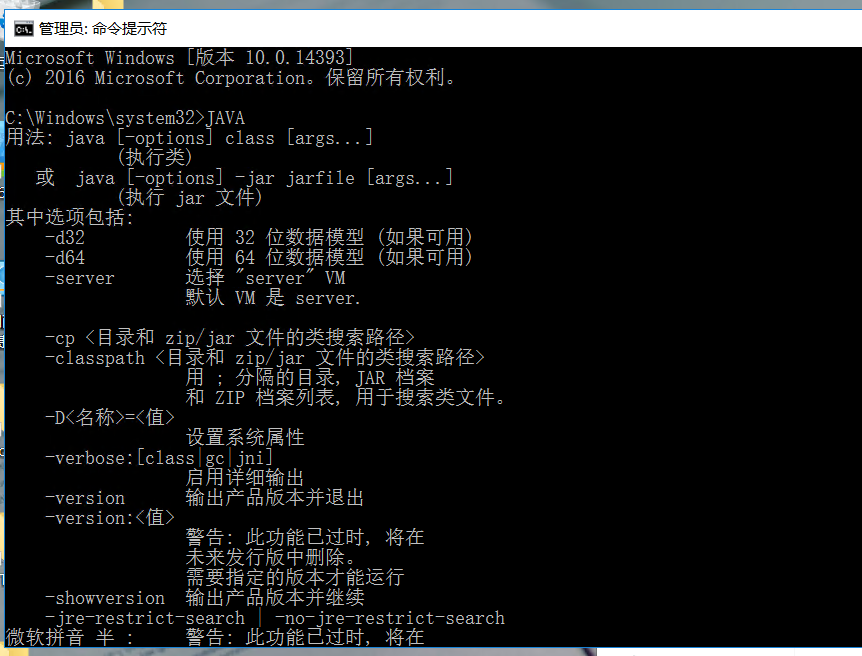 管理员: 命令提示符
Microsoft Windows [版本 10.0.14393]
(c) 2016 Microsoft Corporation。保留所有权利。
C:\Windows\system32>JAVA
用法: java [-options] class [args...]
(执行类)
或  java [-options] -jar jarfile [args...]
(执行 jar 文件)
其中选项包括:
-d32          使用 32 位数据模型 (如果可用)
-d64          使用 64 位数据模型 (如果可用)
-server       选择 "server" VM
默认 VM 是 server.
-cp <目录和 zip/jar 文件的类搜索路径>
-classpath <目录和 zip/jar 文件的类搜索路径>
用 ; 分隔的目录, JAR 档案
和 ZIP 档案列表, 用于搜索类文件。
-D<名称>=<值>
设置系统属性
-verbose:[class|gc|jni]
启用详细输出
-version      输出产品版本并退出
-version:<值>
警告: 此功能已过时, 将在
未来发行版中删除。
需要指定的版本才能运行
-showversion  输出产品版本并继续
-jre-restrict-search | -no-jre-restrict-search
微软拼音 半 :     警告: 此功能已过时, 将在